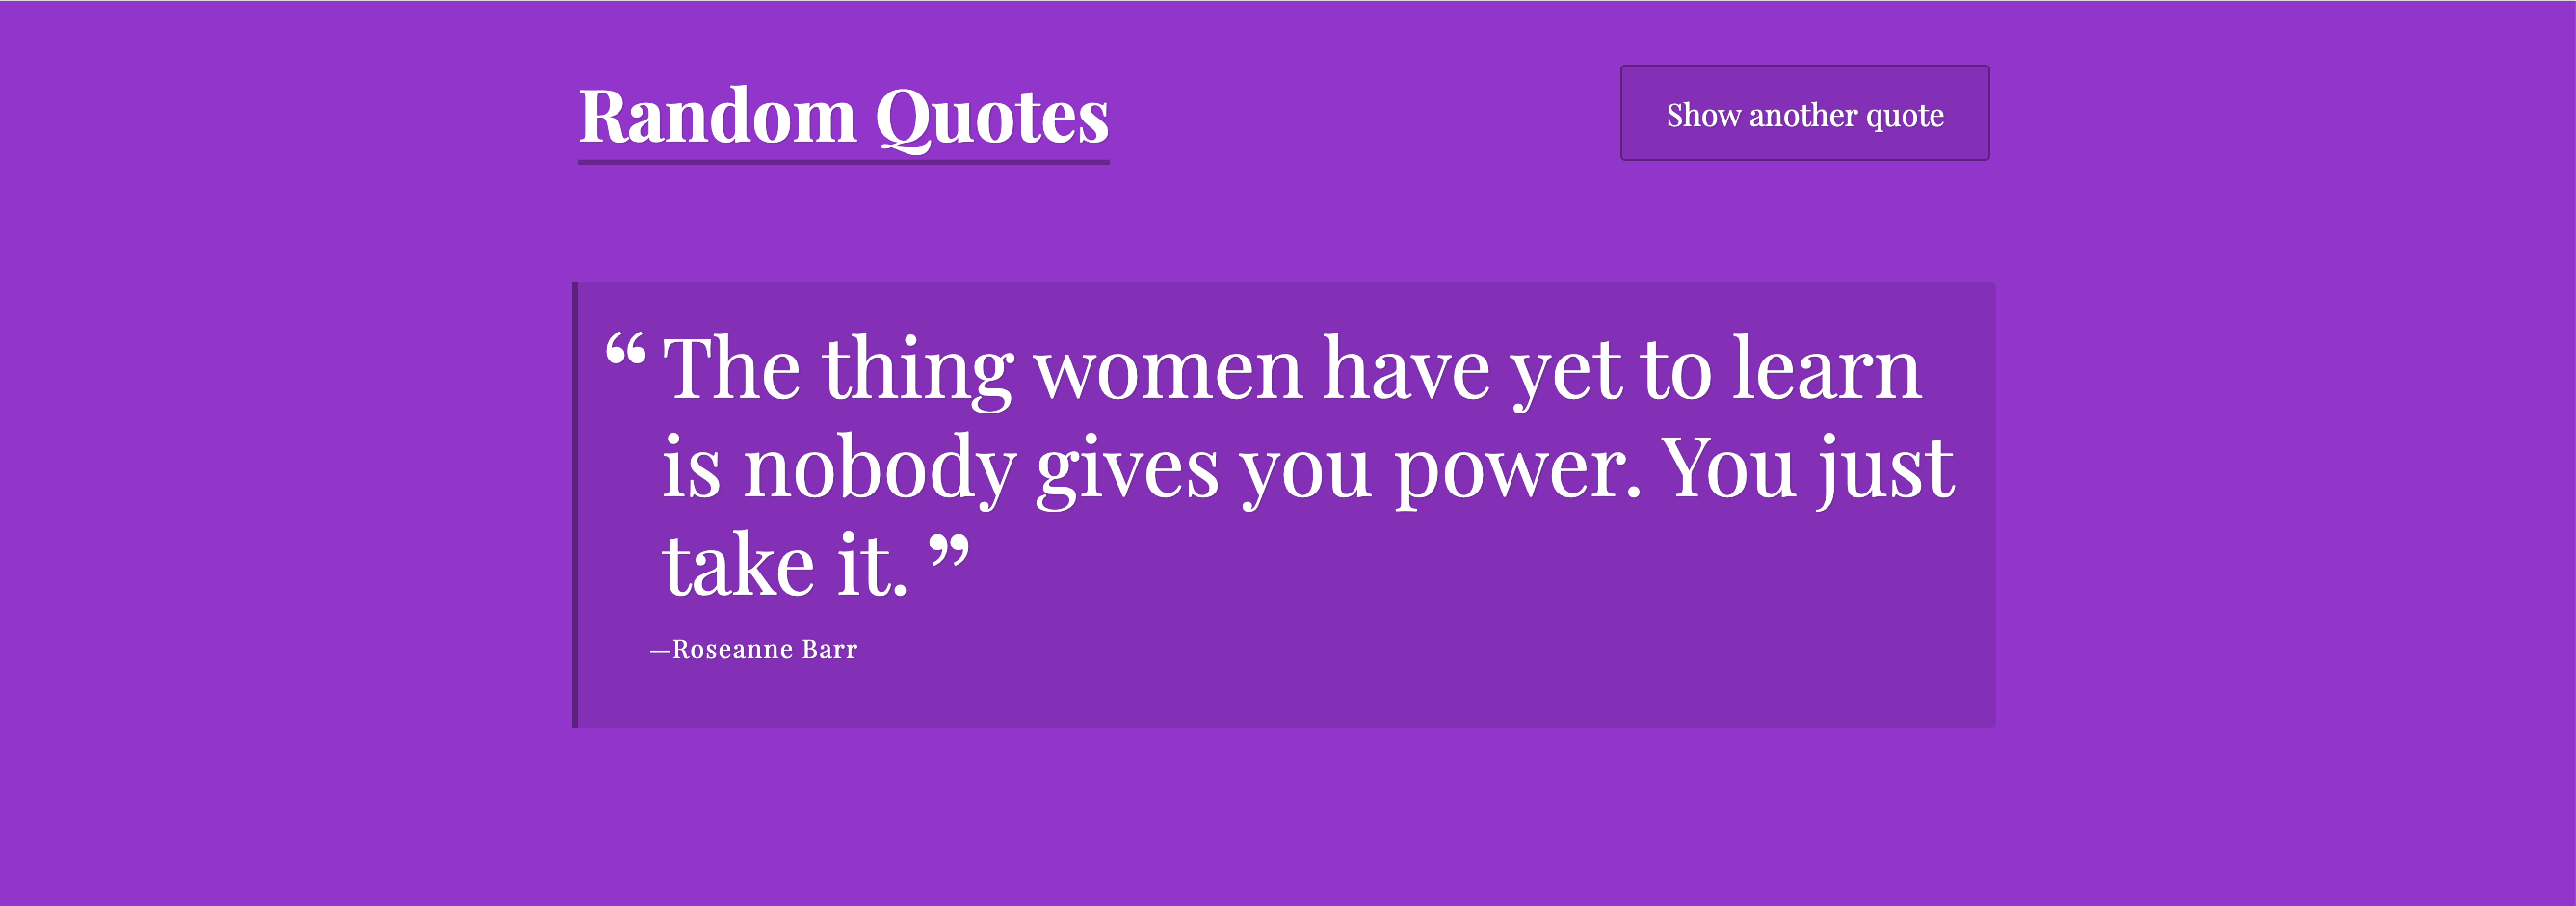 Random Quotes
Show another quote
“ The thing women have yet to learn
is nobody gives you power. You just
take it. ”
—Roseanne Barr